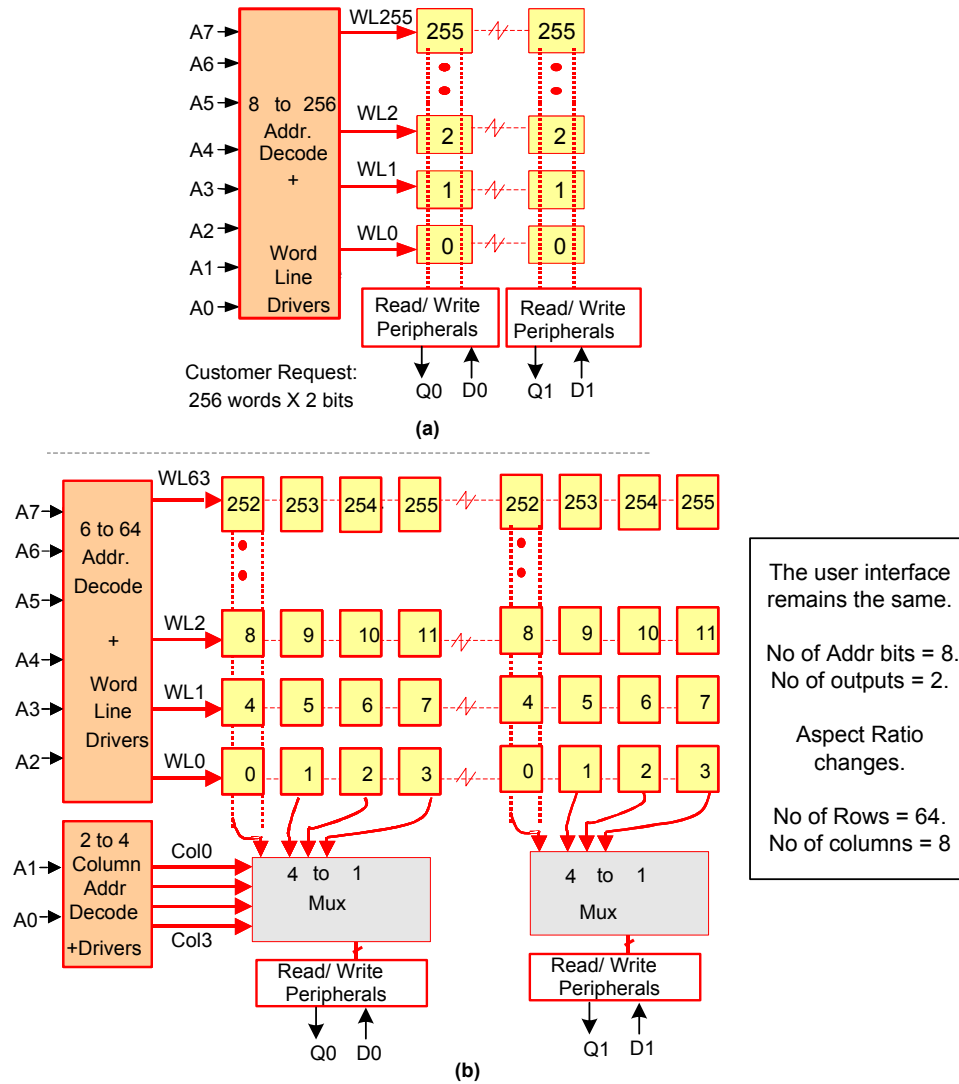 A7
A6
A5
A4
A3
A2
A1
A0
8 to 256
Addr.
Decode
+
Word
Line
Drivers
WL255
WL2
WL1
WL0
255
255
2
2
1
1
0
0
Read/ Write
Peripherals
Read/ Write
Peripherals
Q0 D0
Q1 D1
Customer Request:
256 words X 2 bits
(a)
A7
A6
A5
A4
A3
A2
6 to 64
Addr.
Decode
+
Word
Line
Drivers
WL63
WL2
WL1
WL0
252 253 254 255
252 253 254 255
8 9 10 11
8 9 10 11
4 5 6 7
4 5 6 7
0 1 2 3
0 1 2 3
A1
A0
2 to 4
Column
Addr
Decode
+Drivers
Col0
Col3
4 to 1
Mux
4 to 1
Mux
Read/ Write
Peripherals
Read/ Write
Peripherals
Q0 D0
Q1 D1
(b)
The user interface
remains the same.
No of Addr bits = 8.
No of outputs = 2.
Aspect Ratio
changes.
No of Rows = 64.
No of columns = 8